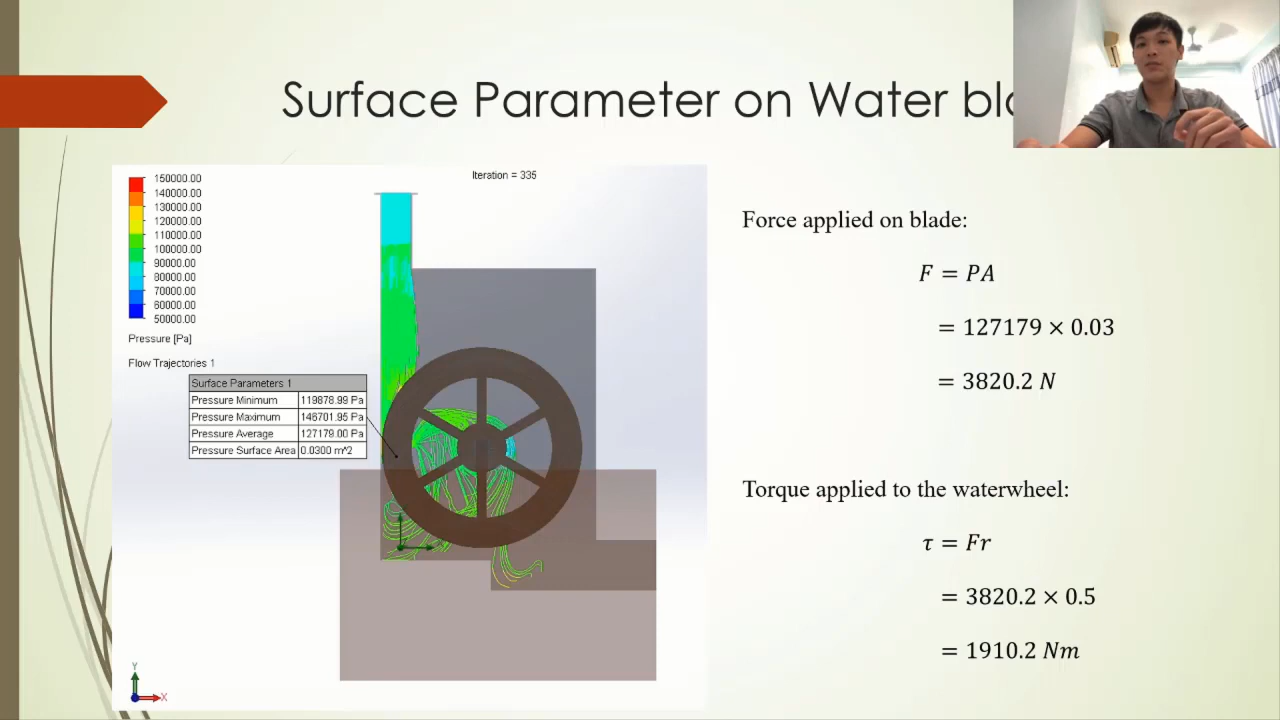 Surface Parameter on Water
Iteration = 335
150000.00
140000.00
130000.00
120000.00
110000.00
100000.00
90000.00
80000.00
70000.00
60000.00
50000.00
Pressure [Pa]
Flow Trajectories 1
Surface Parameters 1
Pressure Minimum 119878.99 Pa
Pressure Maximum 146701.95 Pa
Pressure Average 127179.00 Pa
Pressure Surface Area 0.0300 m^2
Y
X
Force applied on blade:
F = PA
= 127179 × 0.03
= 3820.2 N
Torque applied to the waterwheel:
τ = Fr
= 3820.2 × 0.5
= 1910.2 Nm